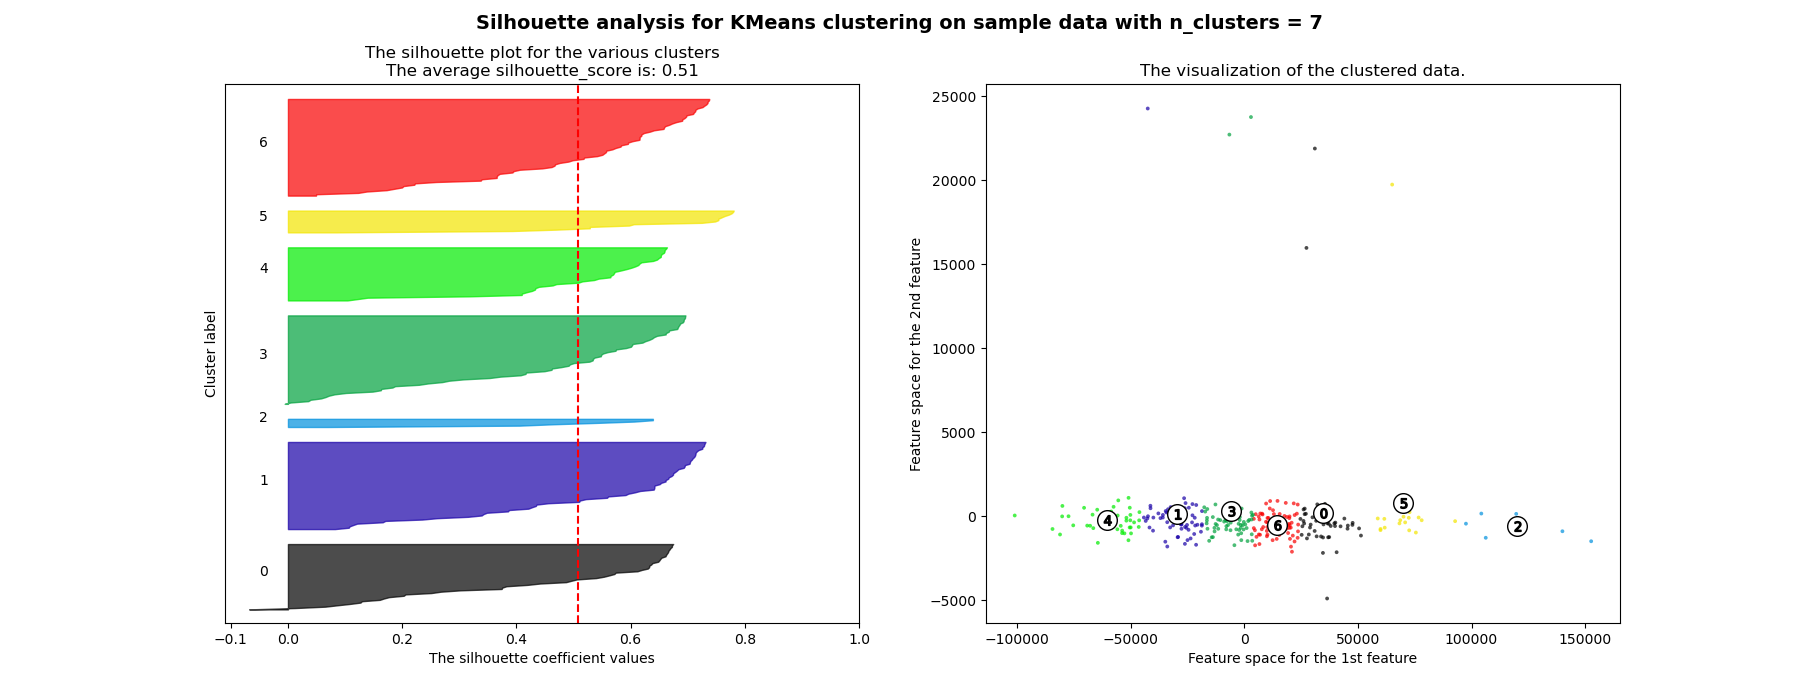 Silhouette analysis for KMeans clustering on sample data with n_clusters = 7
The silhouette plot for the various clusters
The average silhouette_score is: 0.51
6
5
4
3
2
1
0
Cluster label
−0.1 0.0 0.2 0.4 0.6 0.8 1.0
The silhouette coefficient values
The visualization of the clustered data.
25000
20000
15000
10000
5000
0
−5000
Feature space for the 2nd feature
4 1 3 6 0 5 2
−100000 −50000 0 50000 100000 150000
Feature space for the 1st feature